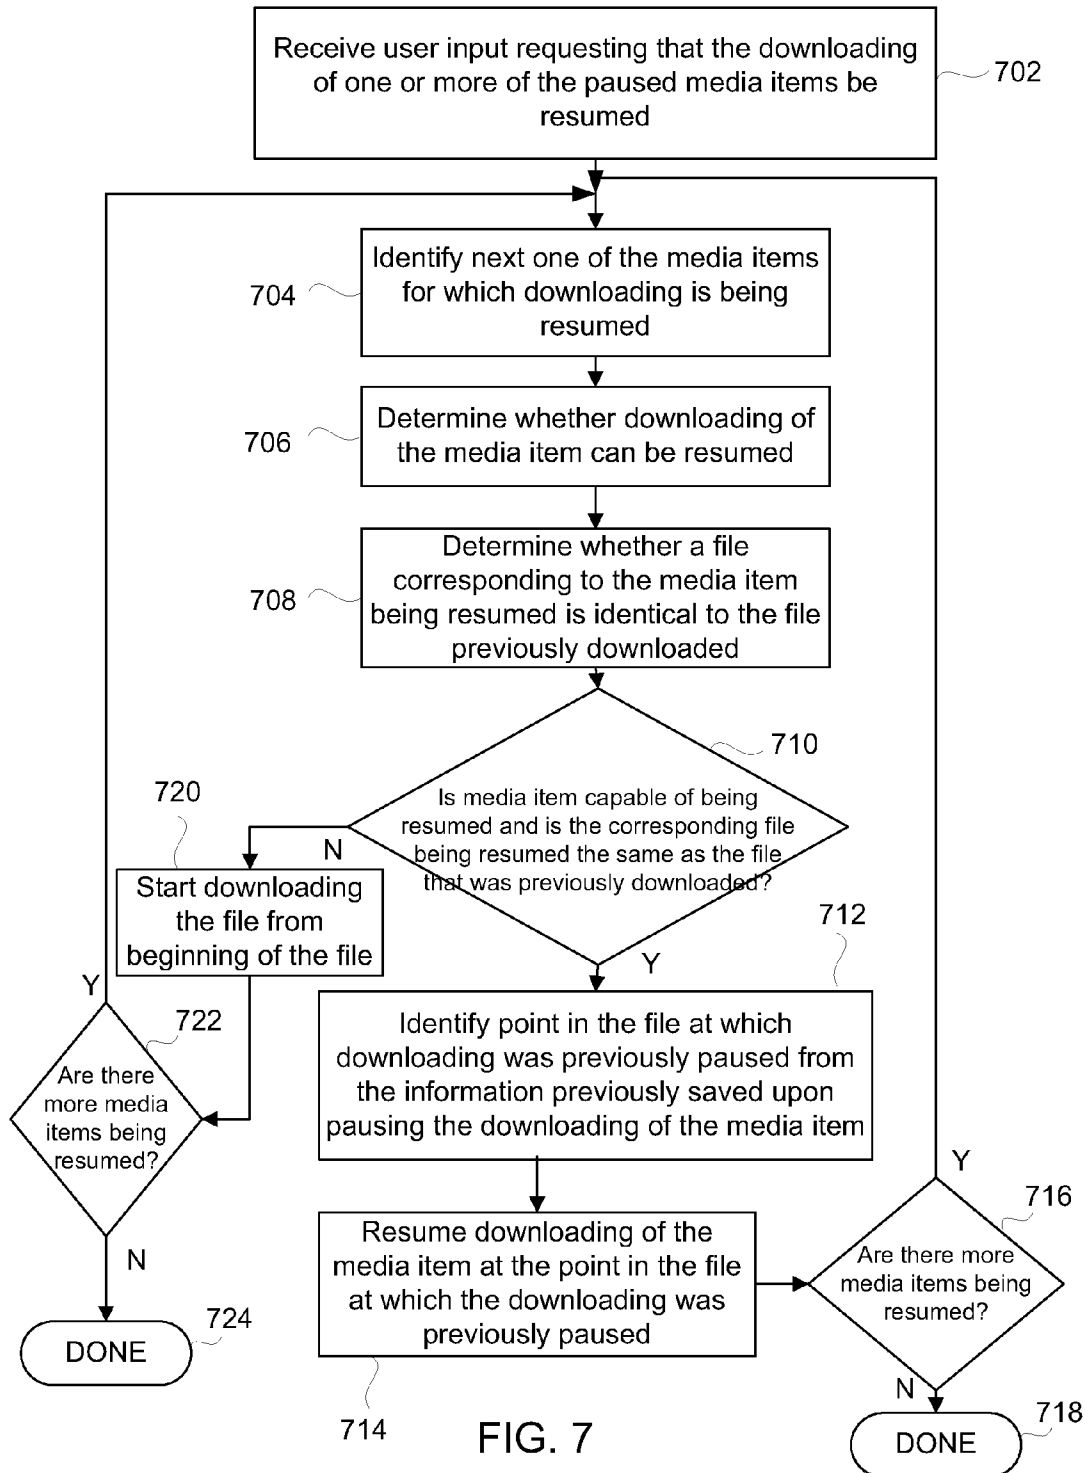 Receive user input requesting that the downloading
of one or more of the paused media items be
resumed
702
Identify next one of the media items
for which downloading is being
resumed
704
Determine whether downloading of
the media item can be resumed
706
Determine whether a file
corresponding to the media item
being resumed is identical to the file
previously downloaded
708
710
Is media item capable of being
resumed and is the corresponding file
being resumed the same as the file
that was previously downloaded?
N
Y
720
Start downloading
the file from
beginning of the file
712
Identify point in the file at which
downloading was previously paused from
the information previously saved upon
pausing the downloading of the media item
Y
722
Are there
more media
items being
resumed?
N
724
DONE
Resume downloading of the
media item at the point in the file
at which the downloading was
previously paused
714
Y
716
Are there more
media items being
resumed?
N
718
DONE
FIG. 7